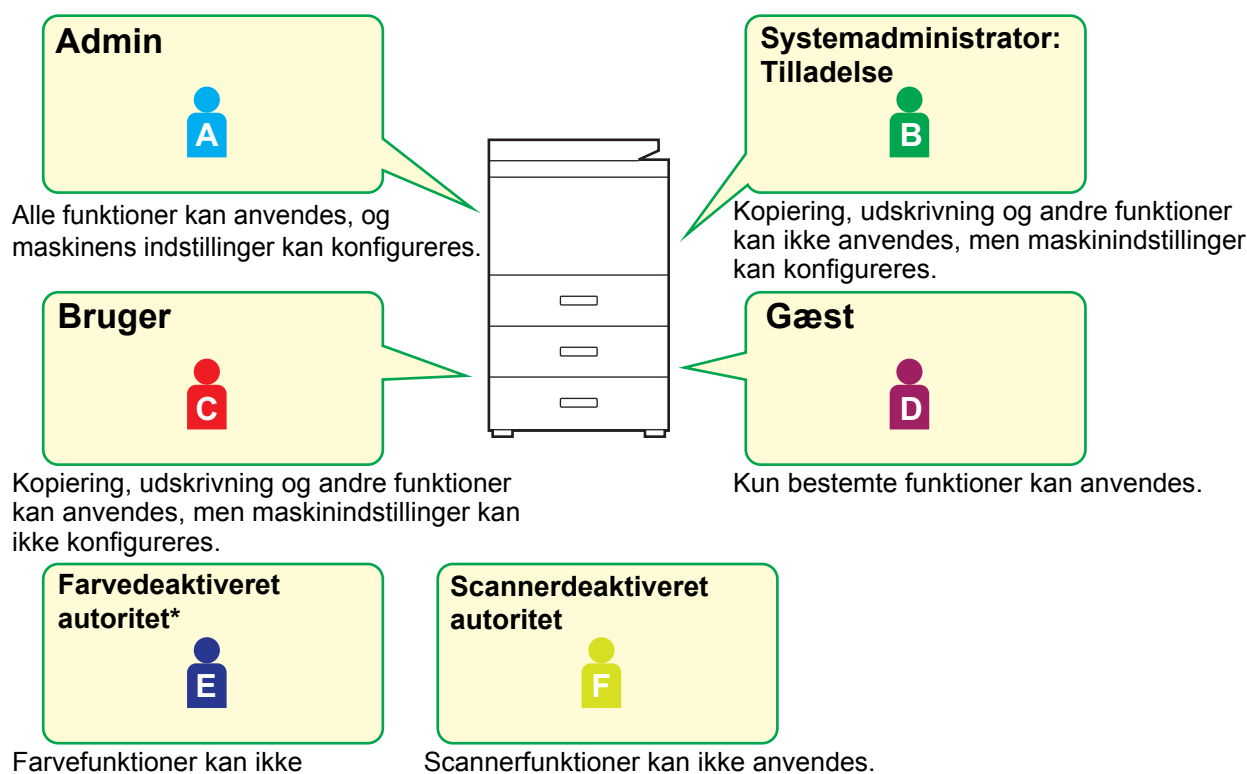 Admin
A
Alle funktioner kan anvendes, og
maskinens indstillinger kan konfigureres.
Systemadministrator:
Tilladelse
B
Kopiering, udskrivning og andre funktioner
kan ikke anvendes, men maskinindstillinger
kan konfigureres.
Bruger
C
Kopiering, udskrivning og andre funktioner
kan anvendes, men maskinindstillinger kan
ikke konfigureres.
Gæst
D
Kun bestemte funktioner kan anvendes.
Farvedeaktiveret
autoritet*
E
Farvefunktioner kan ikke
Scannerdeaktiveret
autoritet
F
Scannerfunktioner kan ikke anvendes.